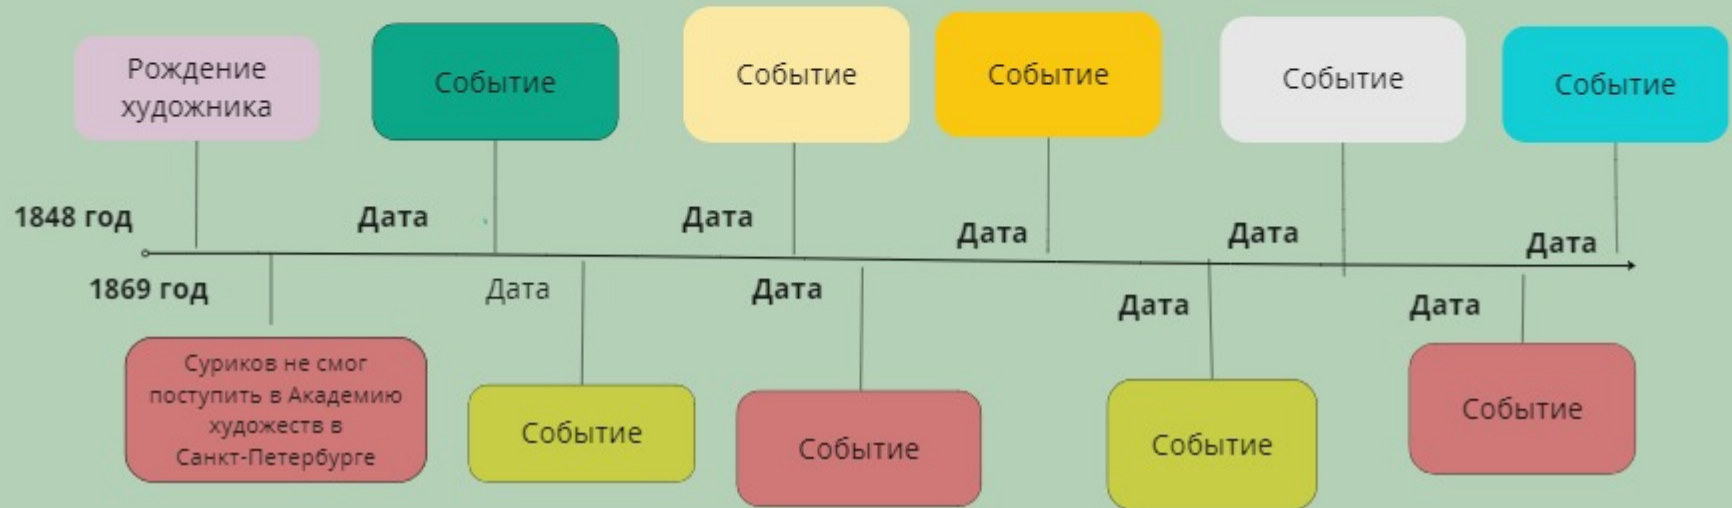 Рождение
художника
Событие
Событие
Событие
Событие
Событие
1848 год
Дата
Дата
Дата
Дата
Дата
1869 год
Дата
Дата
Дата
Дата
Суриков не смог
поступить в Академию
художеств в
Санкт-Петербурге
Событие
Событие
Событие
Событие